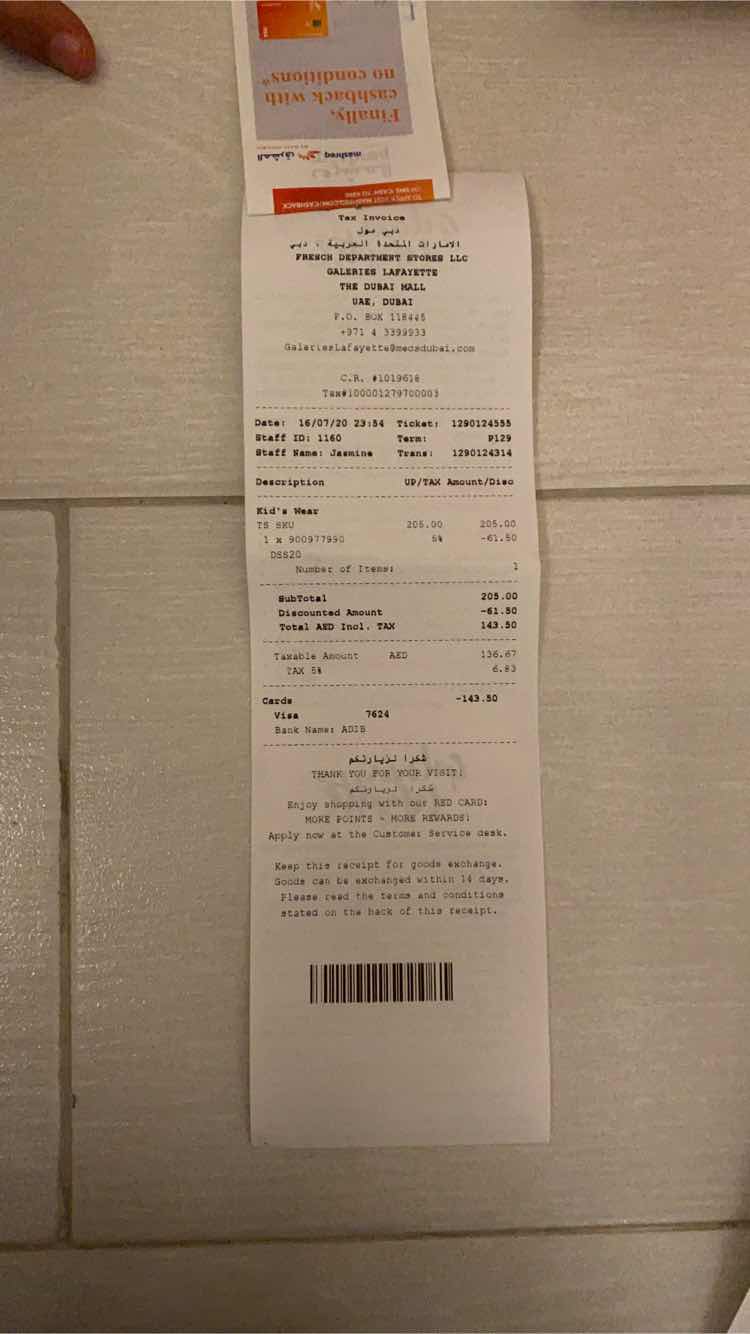 Finally,
cashback with
no conditions*
mashreq المشرق
Tax Invoice
دبي مول
الامارات المتحدة العربية ، دبي
FRENCH DEPARTMENT STORES LLC
GALERIES LAFAYETTE
THE DUBAI MALL
UAE, DUBAI
P.O. BOX 118445
+971 4 3399933
GaleriesLafayette@mecsdubai.com
C.R. #1019618
Tax#100001279700003
Date: 16/07/20 23:54 Ticket: 1290124555
Staff ID: 1160 Term: P129
Staff Name: Jasmine Trans: 1290124314
Description UP/TAX Amount/Disc
Kid's Wear
TS SKU 205.00 205.00
1 x 900977990 5% -61.50
DSS20
Number of Items: 1
SubTotal 205.00
Discounted Amount -61.50
Total AED Incl. TAX 143.50
Taxable Amount AED 136.67
TAX 5% 6.83
Cards -143.50
Visa 7624
Bank Name: ADIB
شكرا لزيارتكم
THANK YOU FOR YOUR VISIT!
شكرا لزيارتكم
Enjoy shopping with our RED CARD:
MORE POINTS - MORE REWARDS!
Apply now at the Customer Service desk.
Keep this receipt for goods exchange.
Goods can be exchanged within 14 days.
Please read the terms and conditions
stated on the back of this receipt.